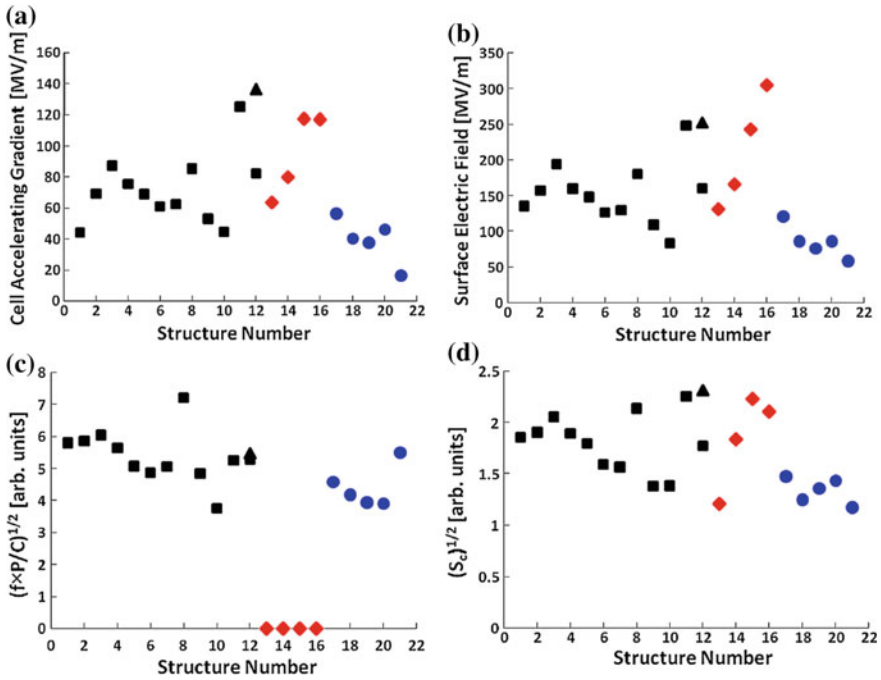 (a)
Cell Accelerating Gradient [MV/m]
160
140
120
100
80
60
40
20
0
0 2 4 6 8 10 12 14 16 18 20 22
Structure Number
(b)
Surface Electric Field [MV/m]
350
300
250
200
150
100
50
0
0 2 4 6 8 10 12 14 16 18 20 22
Structure Number
(c)
(f×P/C)^1/2 [arb. units]
8
7
6
5
4
3
2
1
0
0 2 4 6 8 10 12 14 16 18 20 22
Structure Number
(d)
(S_c)^1/2 [arb. units]
2.5
2
1.5
1
0.5
0
0 2 4 6 8 10 12 14 16 18 20 22
Structure Number